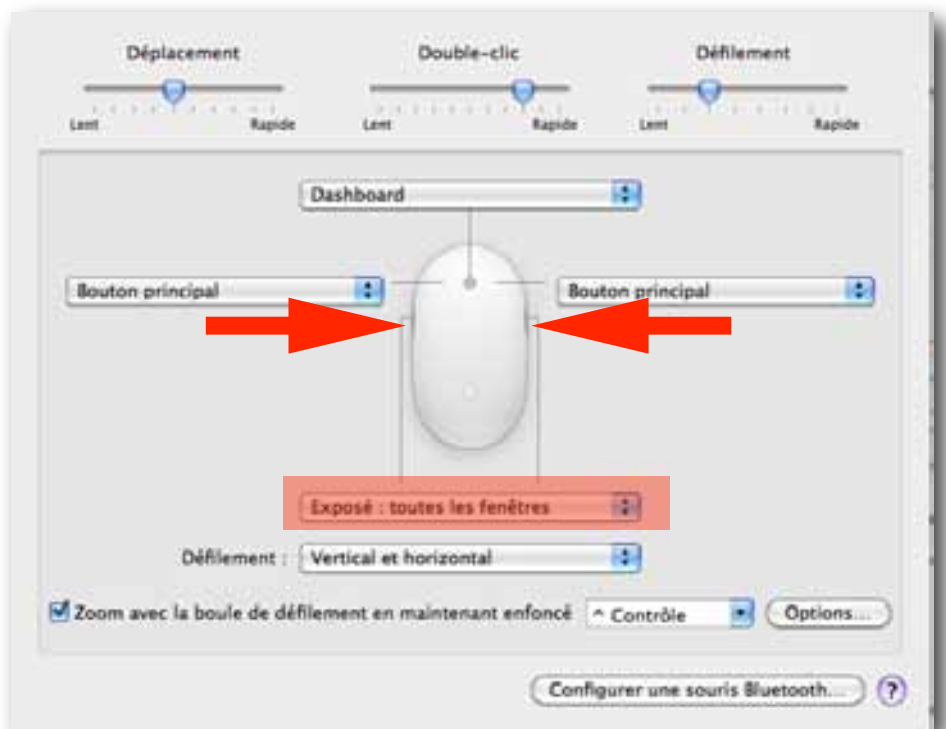 Déplacement Double-clic Défilement
Lent Rapide Lent Rapide Lent Rapide
Dashboard
Bouton principal Bouton principal
Exposé : toutes les fenêtres
Défilement : Vertical et horizontal
Zoom avec la boule de défilement en maintenant enfoncé ^ Contrôle Options...
Configurer une souris Bluetooth... ?